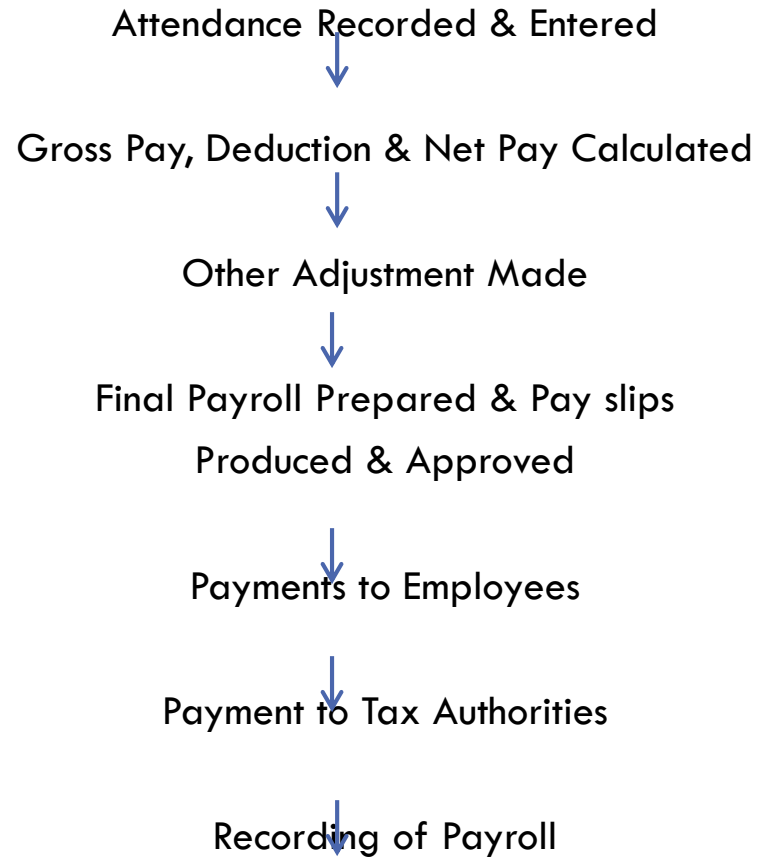 Attendance Recorded & Entered
Gross Pay, Deduction & Net Pay Calculated
Other Adjustment Made
Final Payroll Prepared & Pay slips
Produced & Approved
Payments to Employees
Payment to Tax Authorities
Recording of Payroll